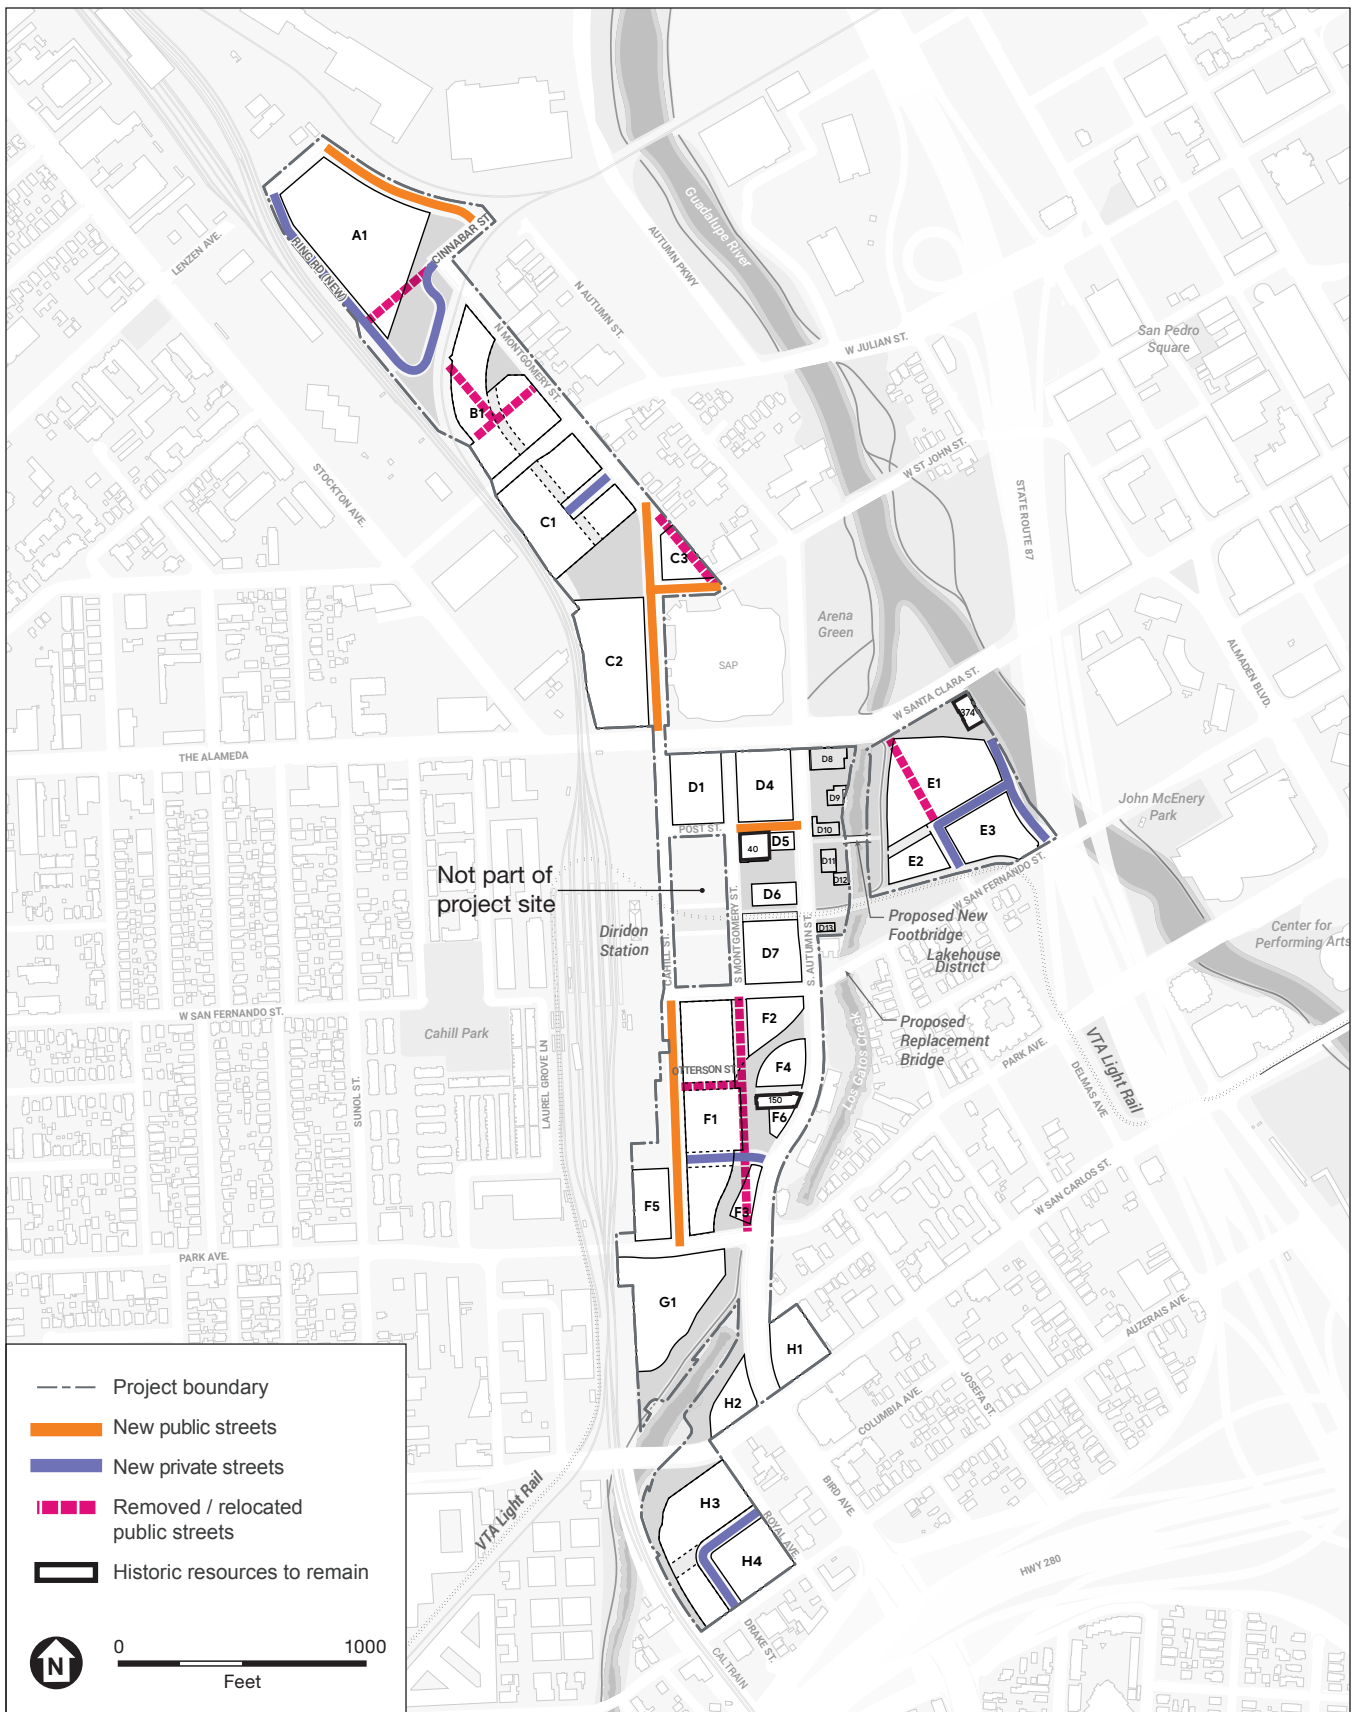 Guadalupe River
AUTUMN PKWY
LENZEN AVE.
A1
CINNABAR ST.
N AUTUMN ST.
N MONTGOMERY ST.
W JULIAN ST.
San Pedro
Square
B1
STOCKTON AVE.
W ST JOHN ST.
STATE ROUTE 87
C1
C3
Arena
Green
C2
SAP
ALMADEN BLVD.
W SANTA CLARA ST.
374
THE ALAMEDA
D1
D4
D8
E1
D9
John McEnery
Park
POST ST.
D10
E3
40
D5
D11
E2
D12
W SAN FERNANDO ST.
Not part of
project site
D6
Proposed New
Footbridge
D13
Lakehouse
District
Center for
Performing Arts
Diridon
Station
CAHILL ST.
S MONTGOMERY ST.
S. AUTUMN ST.
D7
W SAN FERNANDO ST.
Cahill Park
F2
Los Gatos Creek
Proposed
Replacement
Bridge
PARK AVE.
VTA Light Rail
DELMAS AVE
SUNOL ST.
LAUREL GROVE LN
OTTERSON ST.
F4
150
F1
F6
F5
F3
W SAN CARLOS ST.
PARK AVE.
G1
AUZERAIS AVE.
H1
JOSEFA ST.
COLUMBIA AVE.
H2
BIRD AVE
VTA Light Rail
H3
ROYAL AVE.
H4
HWY 280
DRAKE ST.
CALTRAIN
Project boundary
New public streets
New private streets
Removed / relocated
public streets
Historic resources to remain
N
0 1000
Feet